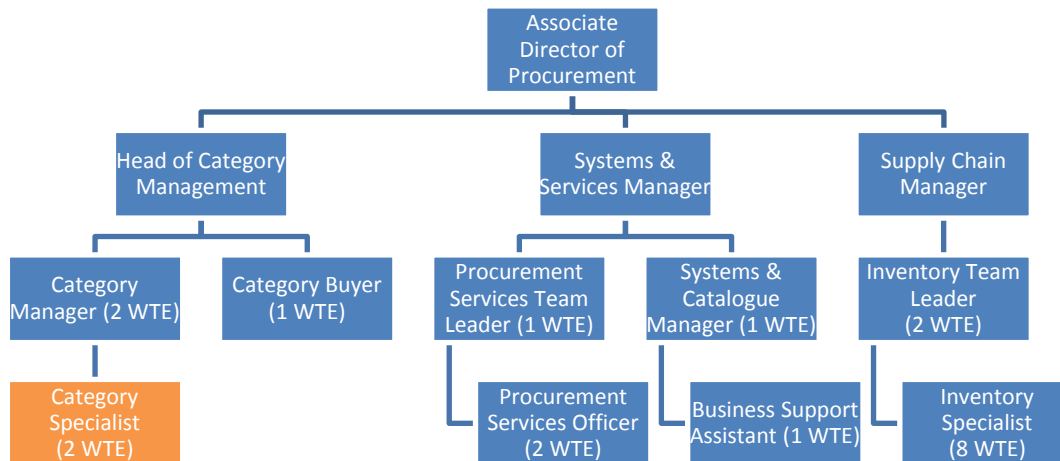 Associate
Director of
Procurement
Head of Category
Management
Systems &
Services Manager
Supply Chain
Manager
Category
Manager (2 WTE)
Category Buyer
(1 WTE)
Procurement
Services Team
Leader (1 WTE)
Systems &
Catalogue
Manager (1 WTE)
Inventory Team
Leader
(2 WTE)
Category
Specialist
(2 WTE)
Procurement
Services Officer
(2 WTE)
Business Support
Assistant (1 WTE)
Inventory
Specialist
(8 WTE)